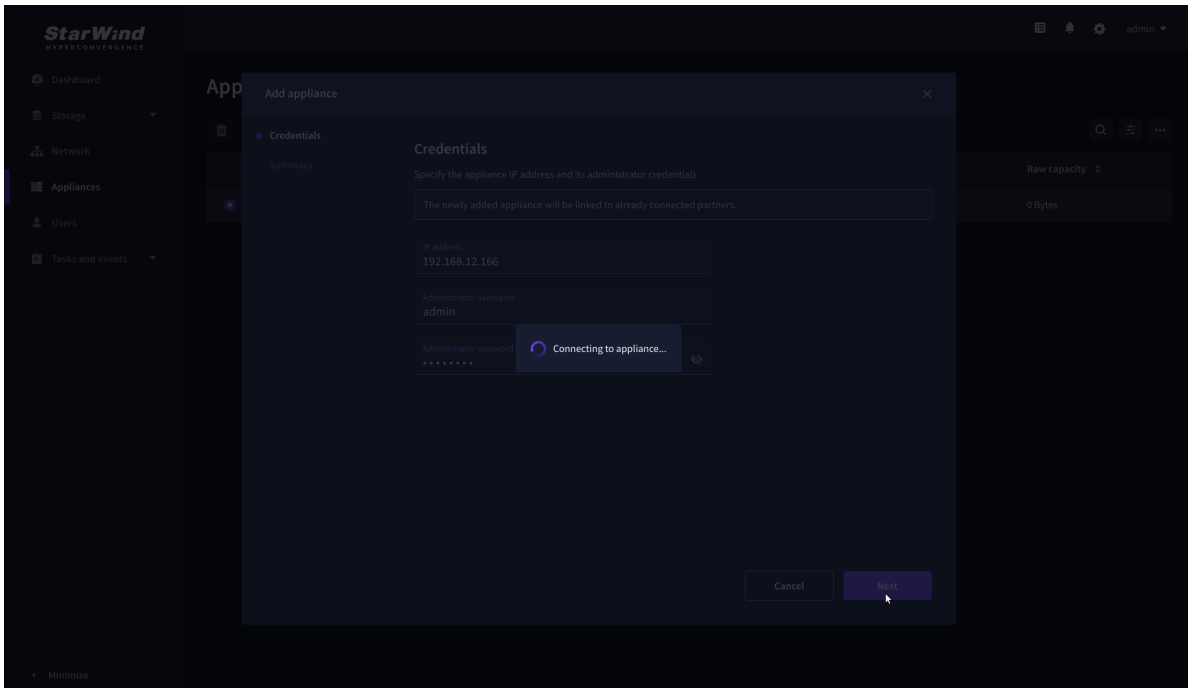 StarWind
HYPERCONVERGENCE
admin
Dashboard
Storage
Network
Appliances
Users
Tasks and events
Minimize
App
Raw capacity
0 Bytes
Add appliance
Credentials
Summary
Credentials
Specify the appliance IP address and its administrator credentials
The newly added appliance will be linked to already connected partners.
IP address
192.168.12.166
Administrator username
admin
Administrator password
••••••••
Connecting to appliance...
Cancel
Next